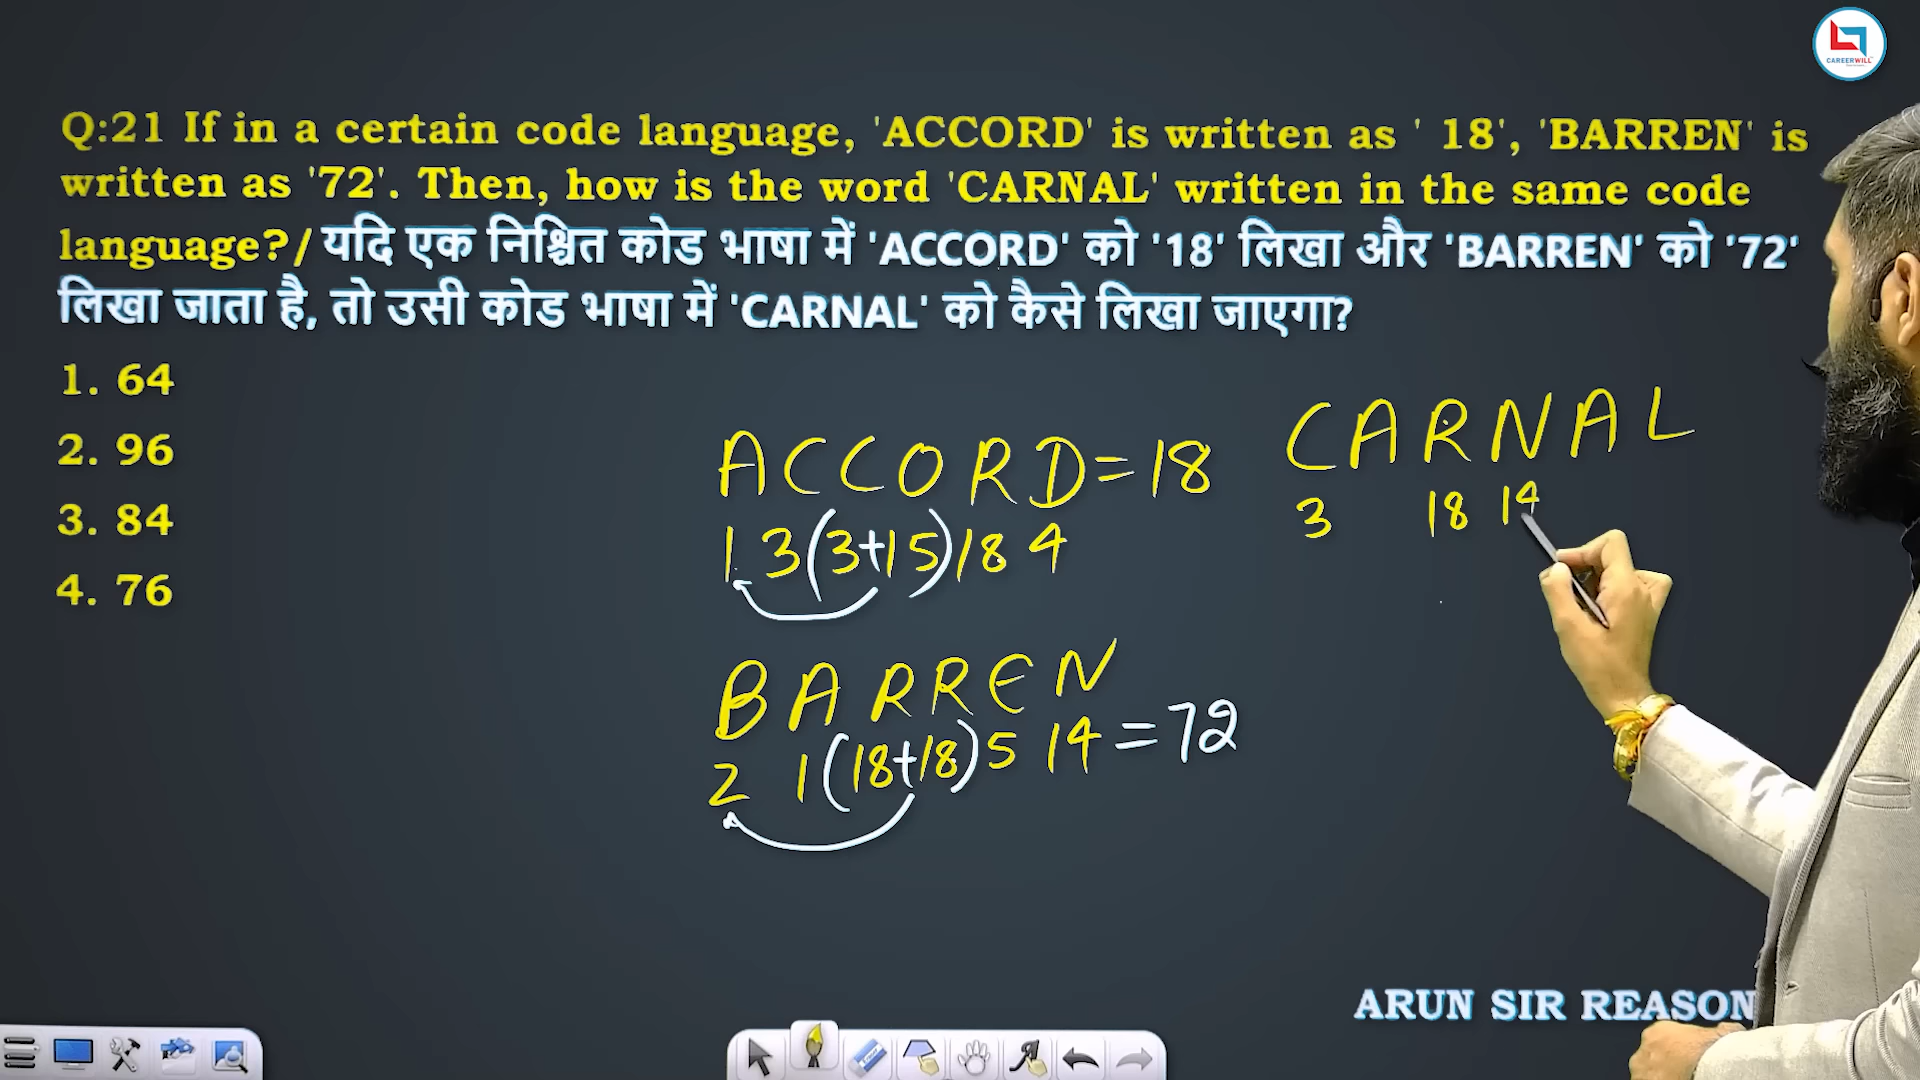 CAREERWILL
Q:21 If in a certain code language, 'ACCORD' is written as ' 18', 'BARREN' is
written as '72'. Then, how is the word 'CARNAL' written in the same code
language?/ यदि एक निश्चित कोड भाषा में 'ACCORD' को '18' लिखा और 'BARREN' को '72'
लिखा जाता है, तो उसी कोड भाषा में 'CARNAL' को कैसे लिखा जाएगा?
1. 64
2. 96
3. 84
4. 76
ACCORD=18
1 3(3+15)18 4
BARREN
2 1(18+18)5 14=72
CARNAL
3 18 14
ARUN SIR REASON